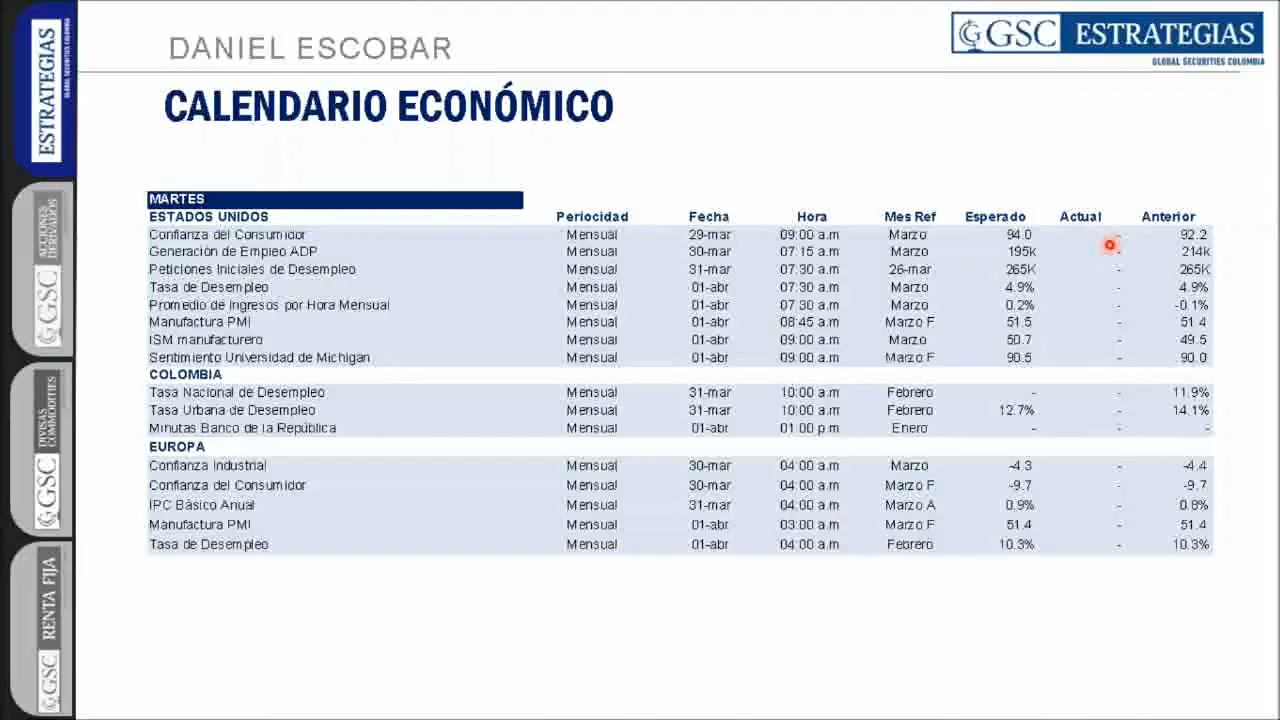 DANIEL ESCOBAR
GSC ESTRATEGIAS
GLOBAL SECURITIES COLOMBIA
CALENDARIO ECONÓMICO
MARTES
ESTADOS UNIDOS Periocidad Fecha Hora Mes Ref Esperado Actual Anterior
Confianza del Consumidor Mensual 29-mar 09:00 a.m Marzo 94.0 - 92.2
Generación de Empleo ADP Mensual 30-mar 07:15 a.m Marzo 195K - 214K
Peticiones Iniciales de Desempleo Mensual 31-mar 07:30 a.m 26-mar 265K - 265K
Tasa de Desempleo Mensual 01-abr 07:30 a.m Marzo 4.9% - 4.9%
Promedio de Ingresos por Hora Mensual Mensual 01-abr 07:30 a.m Marzo 0.2% - -0.1%
Manufactura PMI Mensual 01-abr 08:45 a.m Marzo F 51.5 - 51.4
ISM manufacturero Mensual 01-abr 09:00 a.m Marzo 50.7 - 49.5
Sentimiento Universidad de Michigan Mensual 01-abr 09:00 a.m Marzo F 90.5 - 90.0
COLOMBIA
Tasa Nacional de Desempleo Mensual 31-mar 10:00 a.m Febrero - - 11.9%
Tasa Urbana de Desempleo Mensual 31-mar 10:00 a.m Febrero 12.7% - 14.1%
Minutas Banco de la República Mensual 01-abr 01:00 p.m Enero - - -
EUROPA
Confianza Industrial Mensual 30-mar 04:00 a.m Marzo -4.3 - -4.4
Confianza del Consumidor Mensual 30-mar 04:00 a.m Marzo F -9.7 - -9.7
IPC Básico Anual Mensual 31-mar 04:00 a.m Marzo A 0.9% - 0.8%
Manufactura PMI Mensual 01-abr 03:00 a.m Marzo F 51.4 - 51.4
Tasa de Desempleo Mensual 01-abr 04:00 a.m Febrero 10.3% - 10.3%
ESTRATEGIAS
GLOBAL SECURITIES COLOMBIA
GSC ACCIONES
DERIVADOS
GSC DIVISAS
COMMODITIES
GSC RENTA FIJA